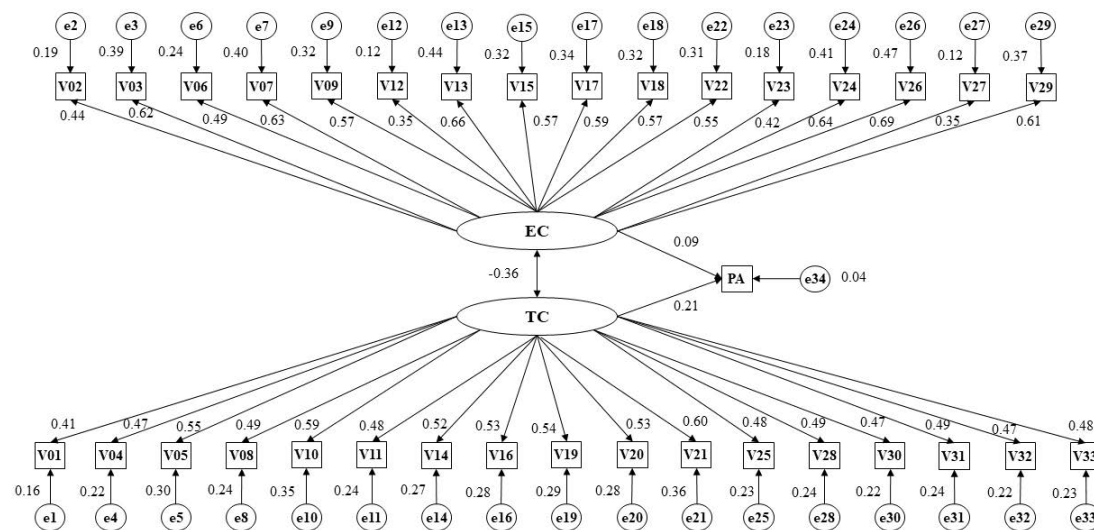 e2 e3 e6 e7 e9 e12 e13 e15 e17 e18 e22 e23 e24 e26 e27 e29
0.19 0.39 0.24 0.40 0.32 0.12 0.44 0.32 0.34 0.32 0.31 0.18 0.41 0.47 0.12 0.37
V02 V03 V06 V07 V09 V12 V13 V15 V17 V18 V22 V23 V24 V26 V27 V29
0.44 0.62 0.49 0.63 0.57 0.35 0.66 0.57 0.59 0.57 0.55 0.42 0.64 0.69 0.35 0.61
EC
0.09
-0.36 PA e34 0.04
0.21
TC
0.41 0.47 0.55 0.49 0.59 0.48 0.52 0.53 0.54 0.53 0.60 0.48 0.49 0.47 0.49 0.47 0.48
V01 V04 V05 V08 V10 V11 V14 V16 V19 V20 V21 V25 V28 V30 V31 V32 V33
0.16 0.22 0.30 0.24 0.35 0.24 0.27 0.28 0.29 0.28 0.36 0.23 0.24 0.22 0.24 0.22 0.23
e1 e4 e5 e8 e10 e11 e14 e16 e19 e20 e21 e25 e28 e30 e31 e32 e33